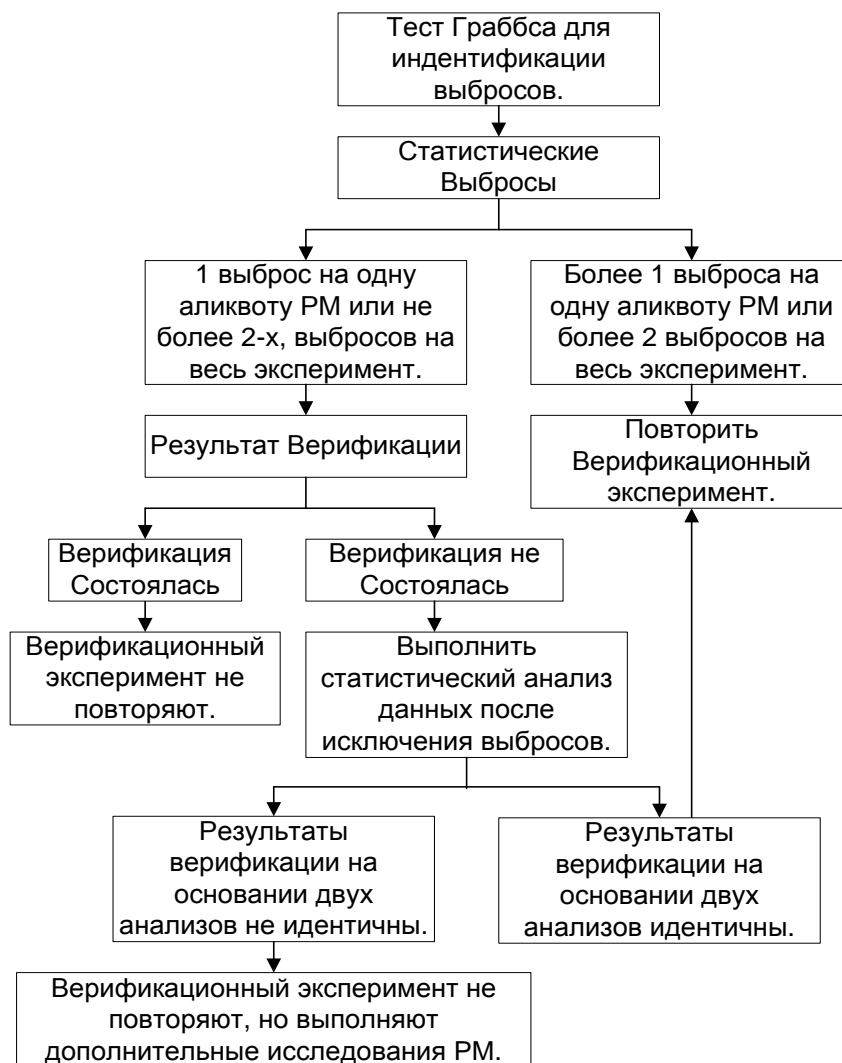 Тест Граббса для
индентификации
выбросов.
Статистические
Выбросы
1 выброс на одну
аликвоту РМ или не
более 2-х, выбросов на
весь эксперимент.
Более 1 выброса на
одну аликвоту РМ или
более 2 выбросов на
весь эксперимент.
Результат Верификации
Повторить
Верификационный
эксперимент.
Верификация
Состоялась
Верификация не
Состоялась
Верификационный
эксперимент не
повторяют.
Выполнить
статистический анализ
данных после
исключения выбросов.
Результаты
верификации на
основании двух
анализов не идентичны.
Результаты
верификации на
основании двух
анализов идентичны.
Верификационный эксперимент не
повторяют, но выполняют
дополнительные исследования РМ.